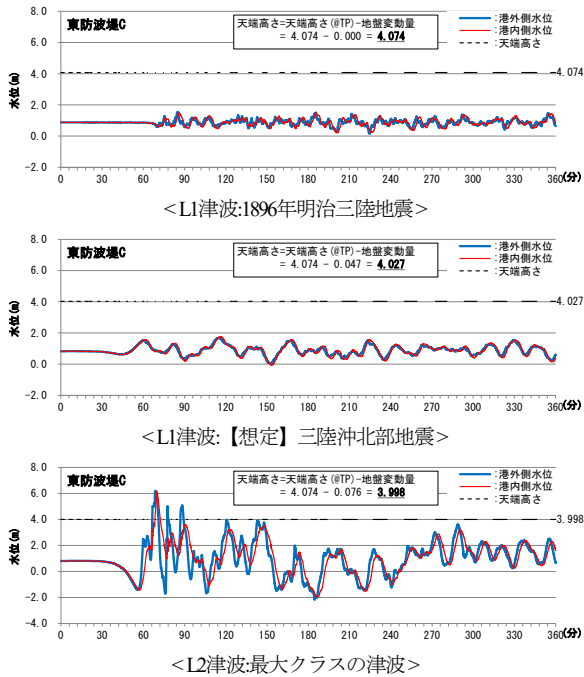 東防波堤C
天端高さ=天端高さ(@TP)-地盤変動量
= 4.074 - 0.000 = 4.074
:港外側水位
:港内側水位
:天端高さ
水位(m)
8.0
6.0
4.0
2.0
0.0
-2.0
4.074
0 30 60 90 120 150 180 210 240 270 300 330 360 (分)
<L1津波:1896年明治三陸地震>
東防波堤C
天端高さ=天端高さ(@TP)-地盤変動量
= 4.074 - 0.047 = 4.027
:港外側水位
:港内側水位
:天端高さ
水位(m)
8.0
6.0
4.0
2.0
0.0
-2.0
4.027
0 30 60 90 120 150 180 210 240 270 300 330 360 (分)
<L1津波:【想定】三陸沖北部地震>
東防波堤C
天端高さ=天端高さ(@TP)-地盤変動量
= 4.074 - 0.076 = 3.998
:港外側水位
:港内側水位
:天端高さ
水位(m)
8.0
6.0
4.0
2.0
0.0
-2.0
-4.0
3.998
0 30 60 90 120 150 180 210 240 270 300 330 360 (分)
<L2津波:最大クラスの津波>